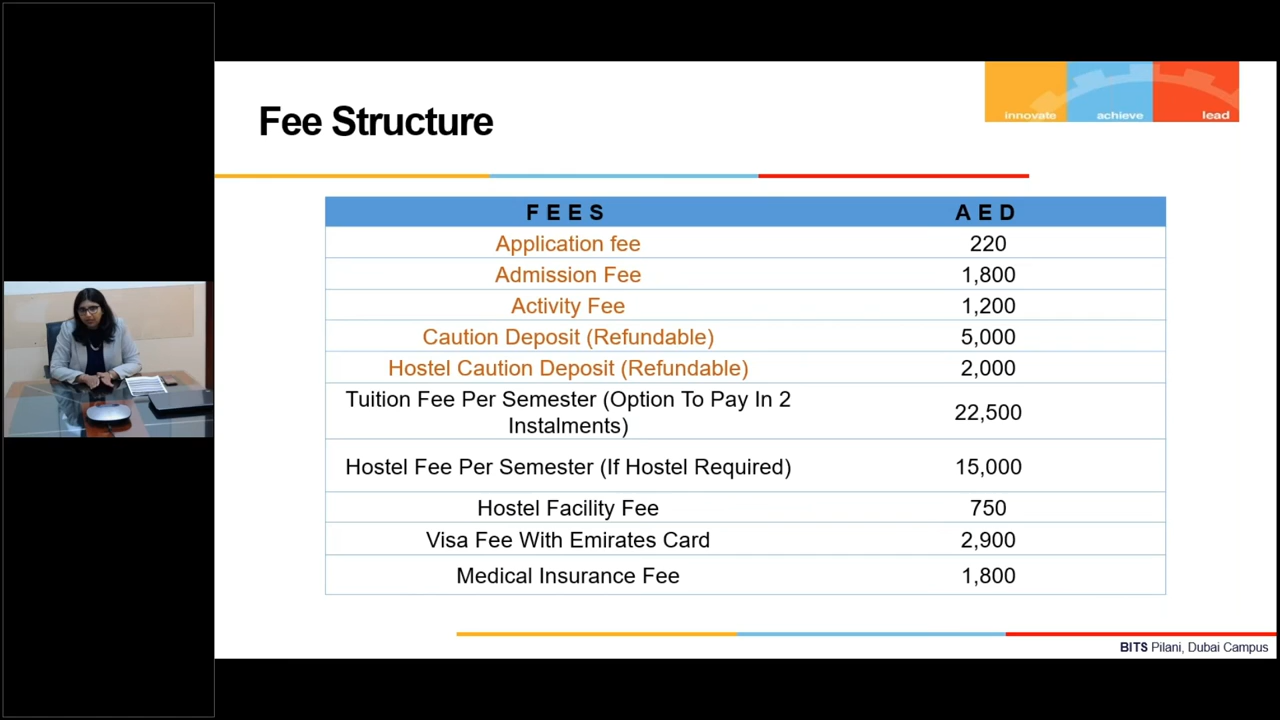 innovate achieve lead
Fee Structure
FEES AED
Application fee 220
Admission Fee 1,800
Activity Fee 1,200
Caution Deposit (Refundable) 5,000
Hostel Caution Deposit (Refundable) 2,000
Tuition Fee Per Semester (Option To Pay In 2
Instalments) 22,500
Hostel Fee Per Semester (If Hostel Required) 15,000
Hostel Facility Fee 750
Visa Fee With Emirates Card 2,900
Medical Insurance Fee 1,800
BITS Pilani, Dubai Campus